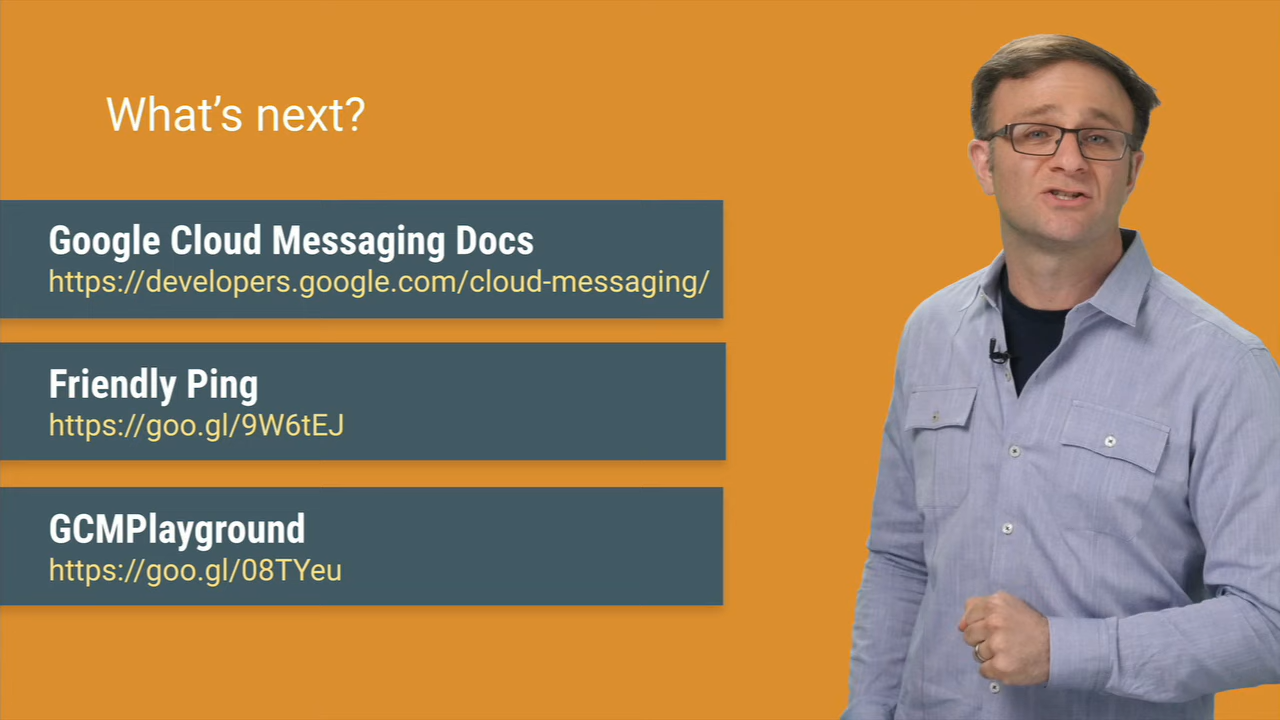 What’s next?
Google Cloud Messaging Docs
https://developers.google.com/cloud-messaging/
Friendly Ping
https://goo.gl/9W6tEJ
GCMPlayground
https://goo.gl/08TYeu